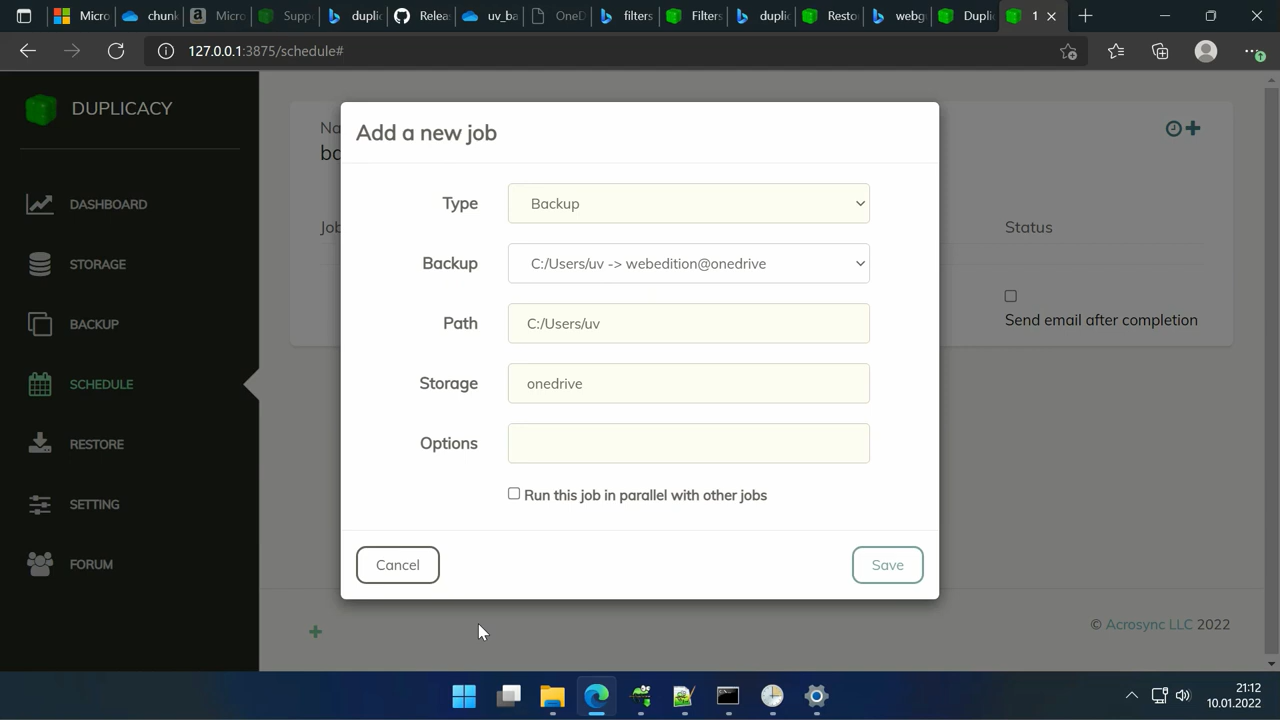 Micro
chunk
Micro
Supp
duplic
Relea
uv_ba
OneD
filters
Filters
duplic
Resto
webg
Dupli
1
127.0.0.1:3875/schedule#
DUPLICACY
DASHBOARD
STORAGE
BACKUP
SCHEDULE
RESTORE
SETTING
FORUM
Na
ba
Job
Status
Send email after completion
Add a new job
Type
Backup
Backup
C:/Users/uv -> webedition@onedrive
Path
C:/Users/uv
Storage
onedrive
Options
Run this job in parallel with other jobs
Cancel
Save
© Acrosync LLC 2022
21:12
10.01.2022